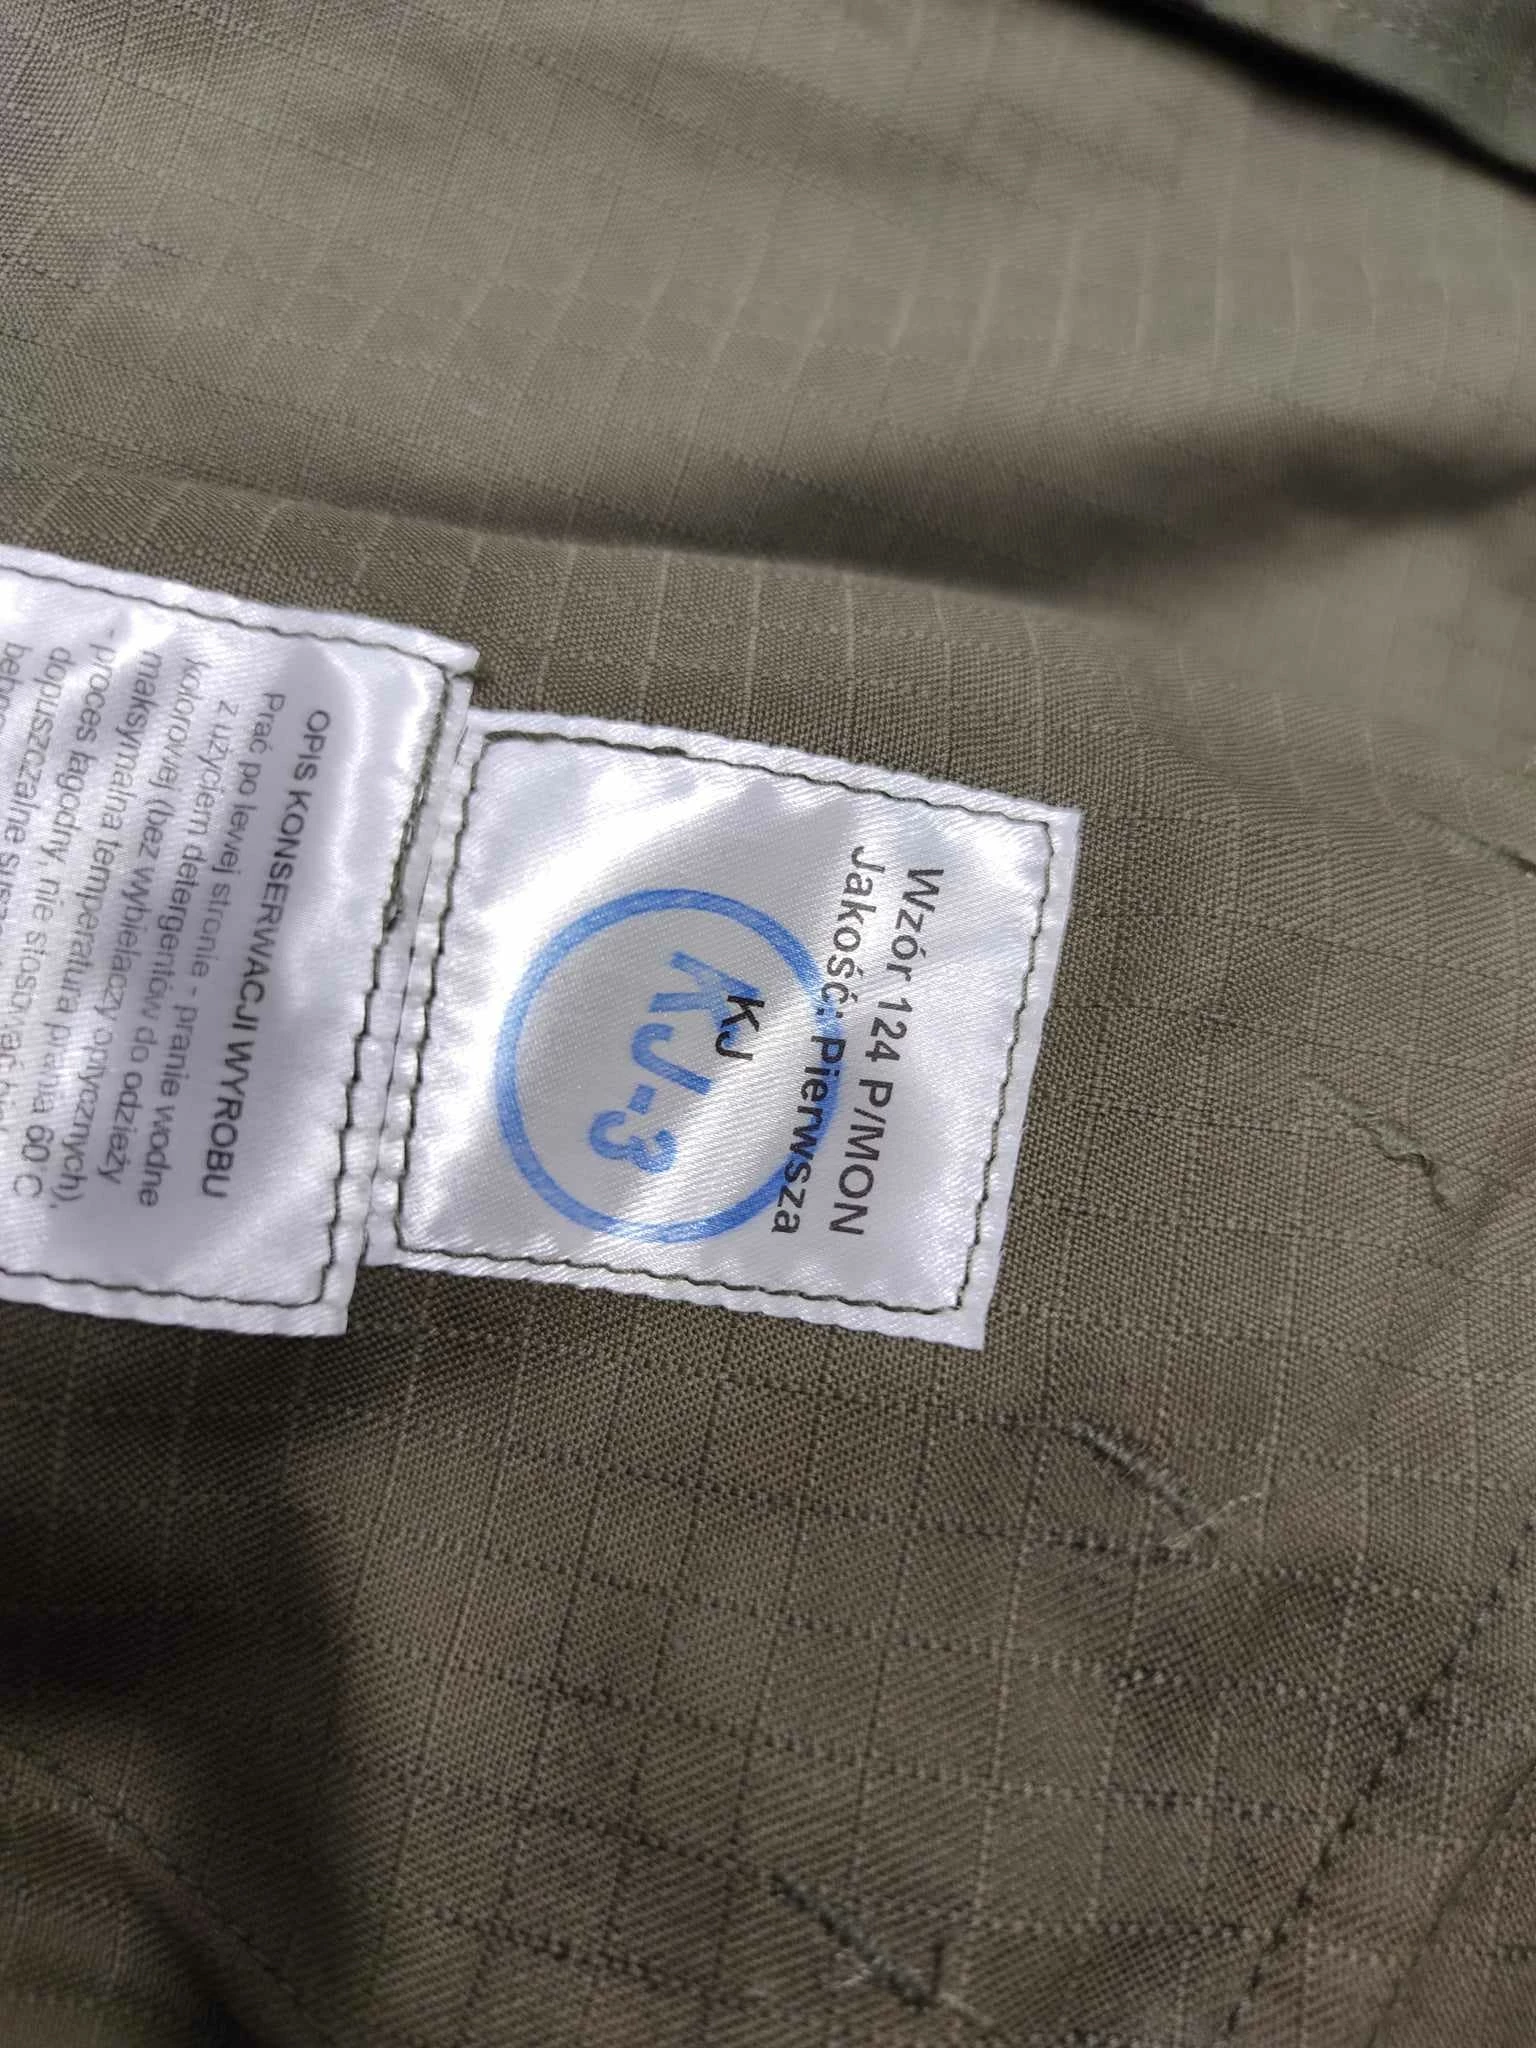 Wzór 124 P/MON
Jakość: Pierwsza
KJ
KJ-3
OPIS KONSERWACJI WYROBU
Prać po lewej stronie - pranie wodne
z użyciem detergentów do odzieży
kolorowej (bez wybielaczy optycznych),
maksymalna temperatura prania 60°C
- proces łagodny, nie stosować
dopuszczalne